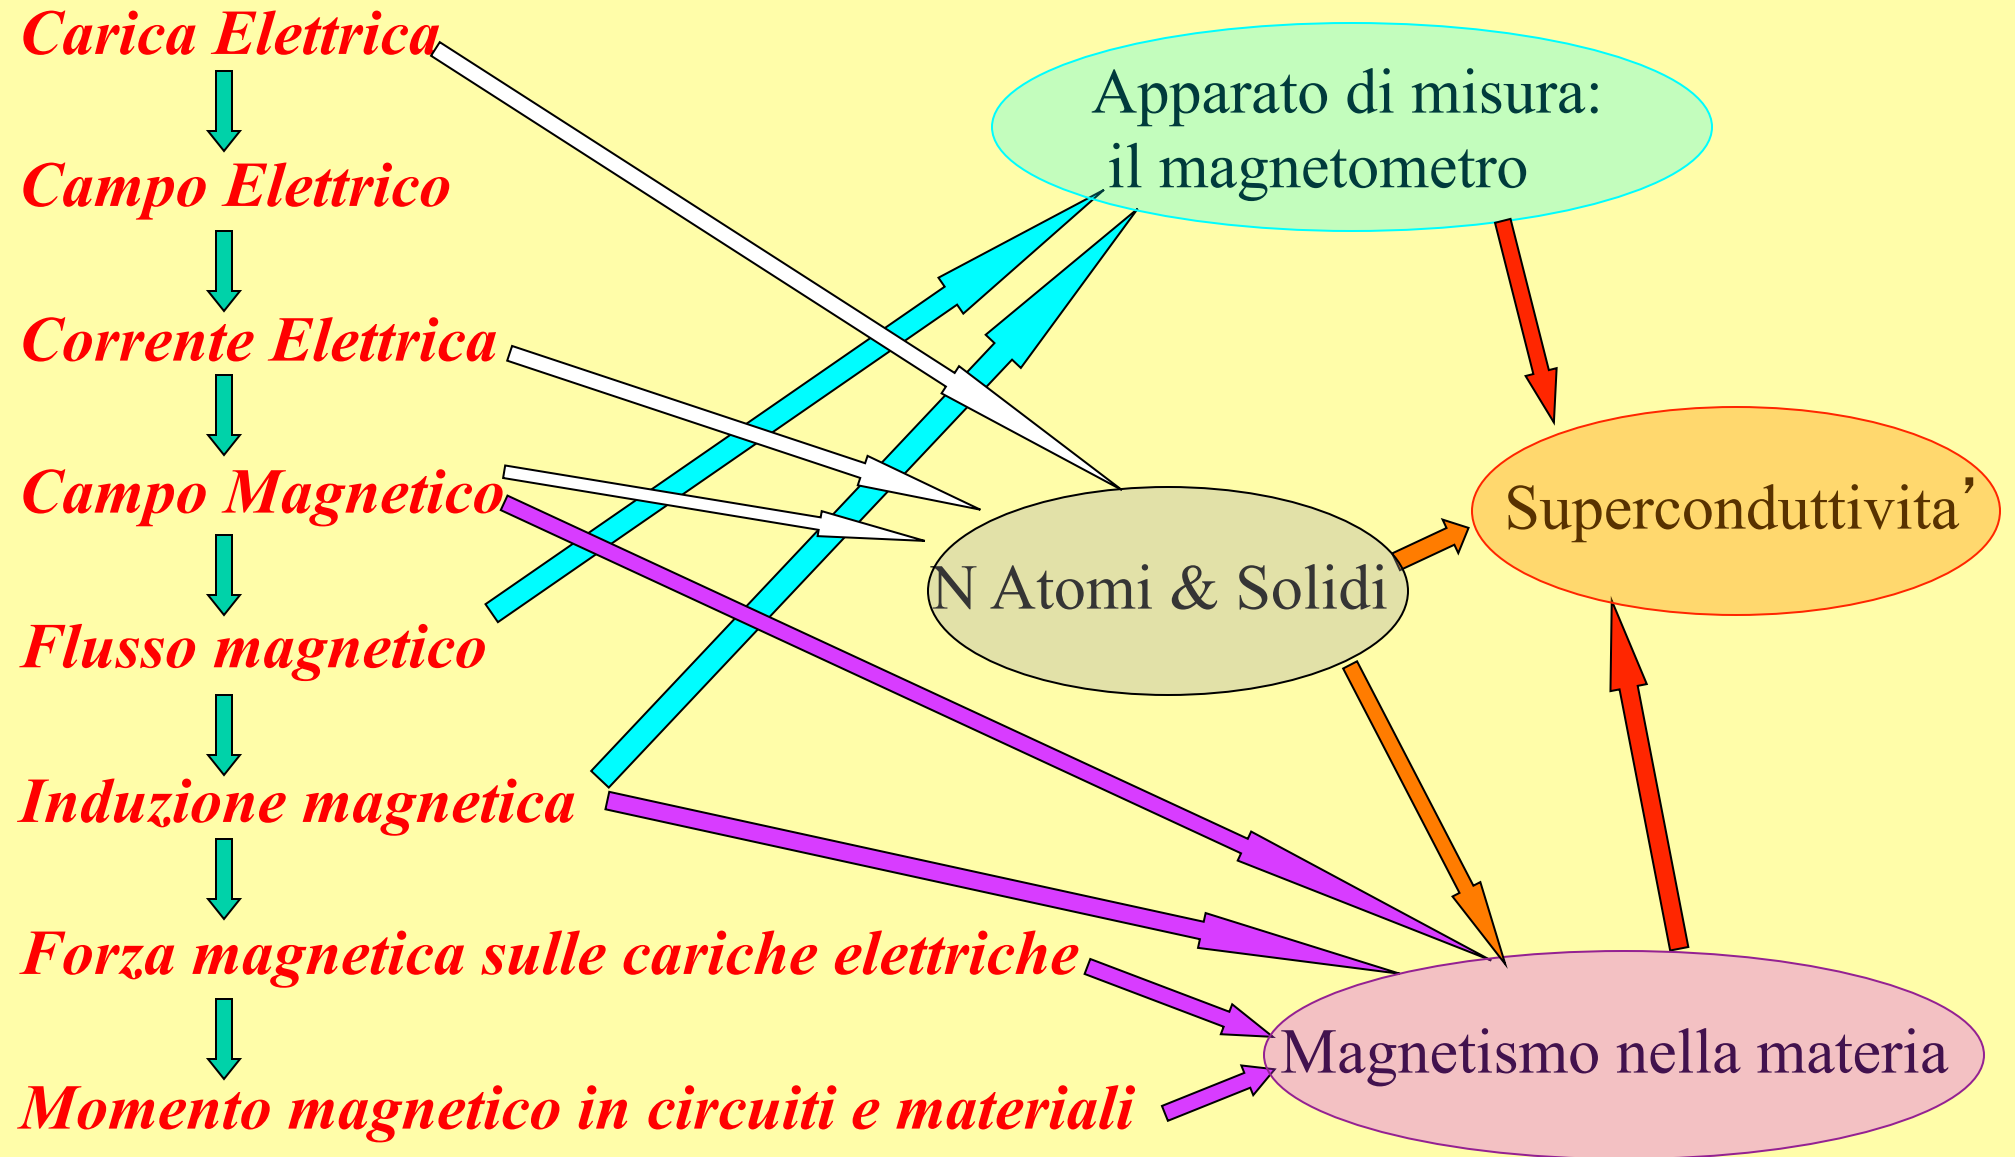 Carica Elettrica
Campo Elettrico
Corrente Elettrica
Campo Magnetico
Flusso magnetico
Induzione magnetica
Forza magnetica sulle cariche elettriche
Momento magnetico in circuiti e materiali
Apparato di misura:
il magnetometro
N Atomi & Solidi
Superconduttivita’
Magnetismo nella materia